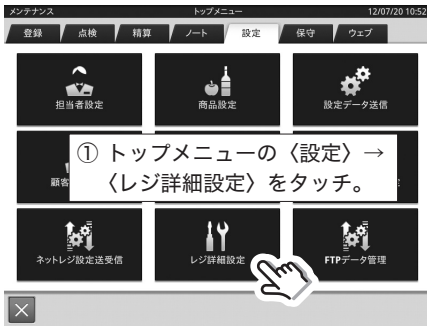 メンテナンス トップメニュー 12/07/20 10:52
登録 点検 精算 ノート 設定 保守 ウェブ
担当者設定 商品設定 設定データ送信
① トップメニューの〈設定〉→
〈レジ詳細設定〉をタッチ。
顧客
ネットレジ設定送受信 レジ詳細設定 FTPデータ管理